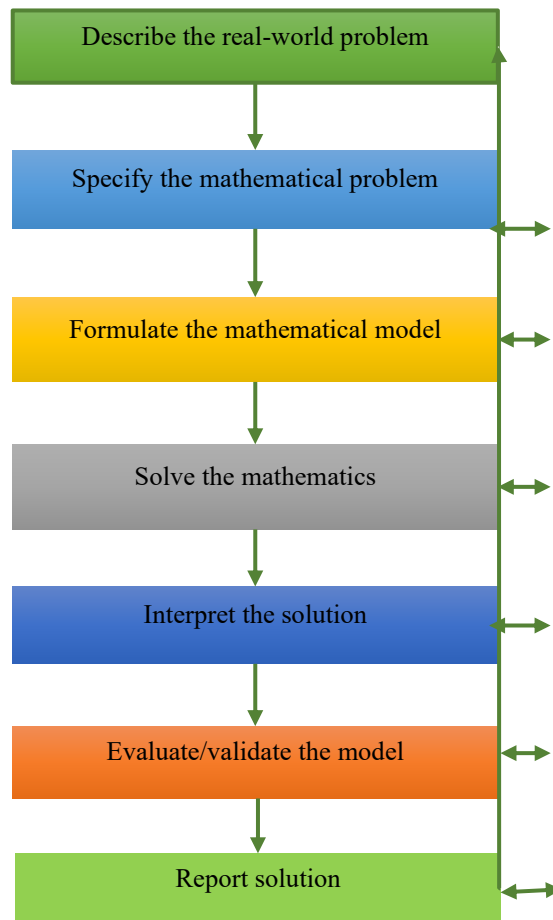 Describe the real-world problem
Specify the mathematical problem
Formulate the mathematical model
Solve the mathematics
Interpret the solution
Evaluate/validate the model
Report solution